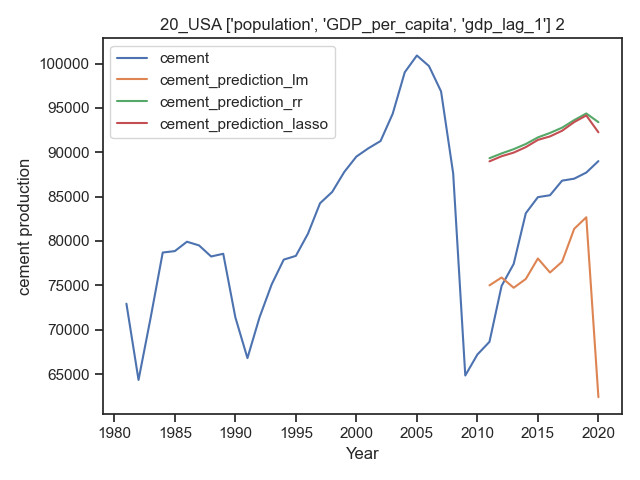 20_USA ['population', 'GDP_per_capita', 'gdp_lag_1'] 2
cement
cement_prediction_lm
cement_prediction_rr
cement_prediction_lasso
cement production
100000
95000
90000
85000
80000
75000
70000
65000
1980 1985 1990 1995 2000 2005 2010 2015 2020
Year